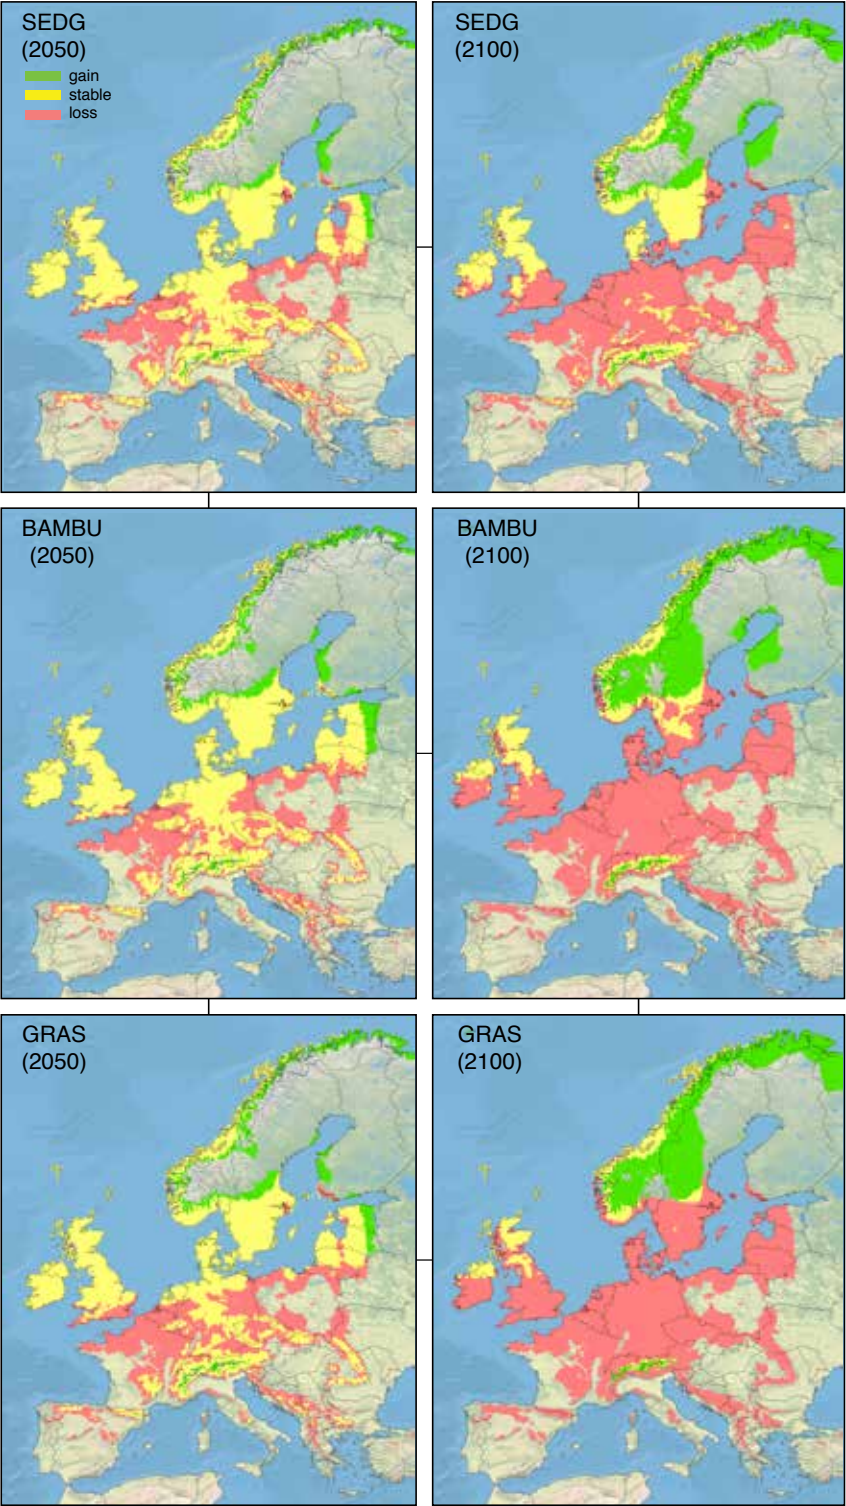 SEDG
(2050)
gain
stable
loss
SEDG
(2100)
BAMBU
(2050)
BAMBU
(2100)
GRAS
(2050)
GRAS
(2100)